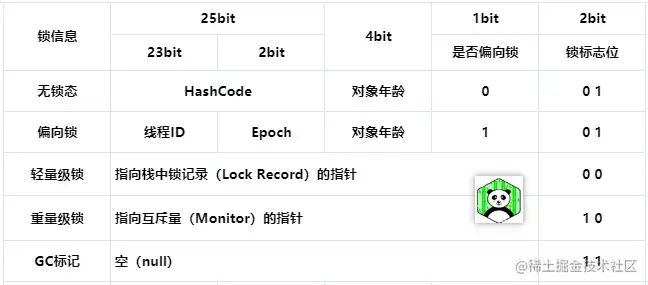 锁信息 25bit 4bit 1bit 2bit
23bit 2bit 是否偏向锁 锁标志位
无锁态 HashCode 对象年龄 0 0 1
偏向锁 线程ID Epoch 对象年龄 1 0 1
轻量级锁 指向栈中锁记录（Lock Record）的指针 0 0
重量级锁 指向互斥量（Monitor）的指针 1 0
GC标记 空（null） 1 1
@稀土掘金技术社区